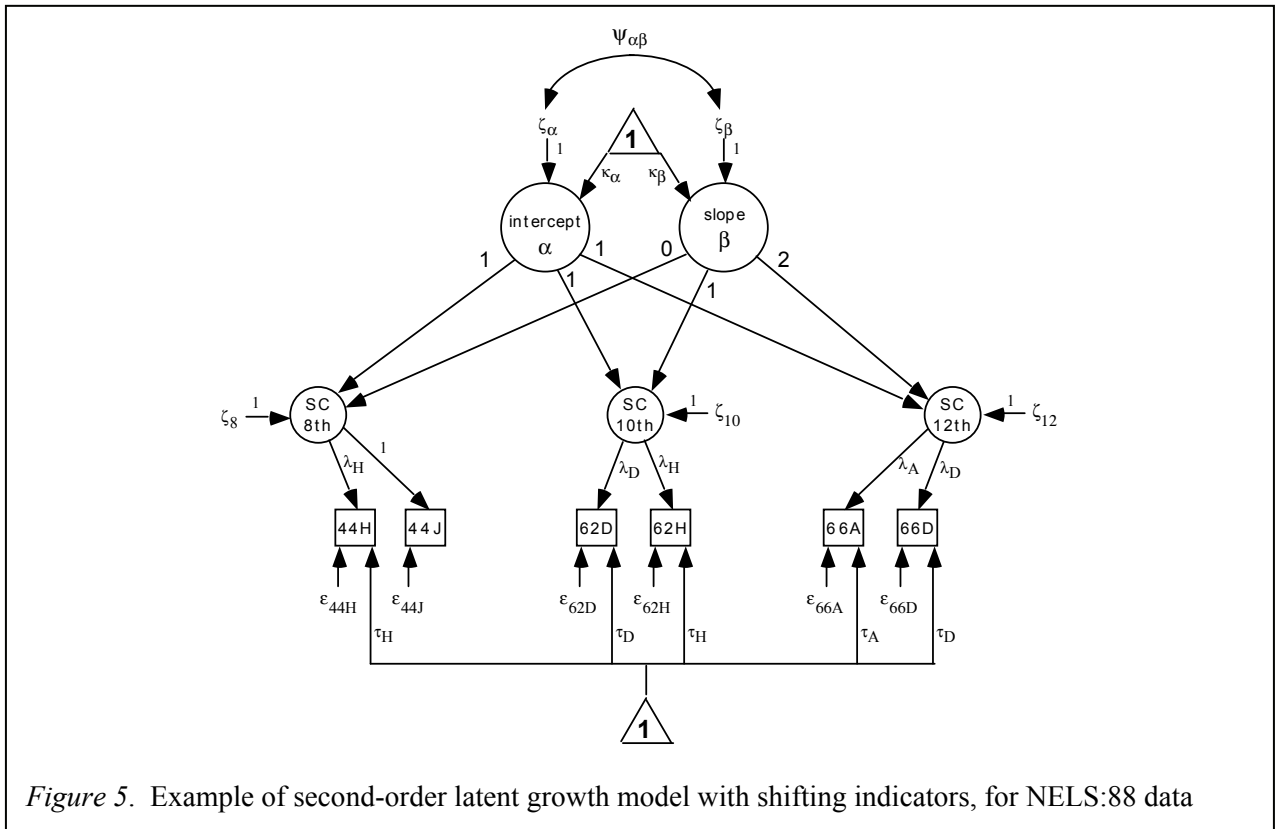 ψαβ
ζα ζβ
1 1 1
κα κβ
intercept slope
α β
1 1 0 2
1 1
SC SC SC
8th 10th 12th
ζ8 1 1 ζ10 1 ζ12
λH 1 λD λH λA λD
44H 44J 62D 62H 66A 66D
ε44H ε44J ε62D ε62H ε66A ε66D
τH τD τH τA τD
1
Figure 5. Example of second-order latent growth model with shifting indicators, for NELS:88 data